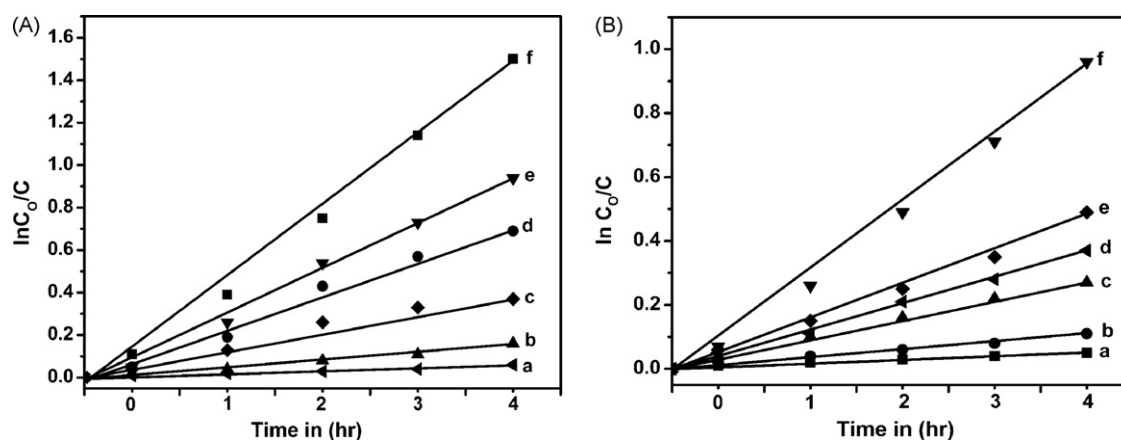 (A)
1.6
1.4
1.2
1.0
0.8
0.6
0.4
0.2
0.0
lnC₀/C
f
e
d
c
b
a
0 1 2 3 4
Time in (hr)
(B)
1.0
0.8
0.6
0.4
0.2
0.0
ln C₀/C
f
e
d
c
b
a
0 1 2 3 4
Time in (hr)